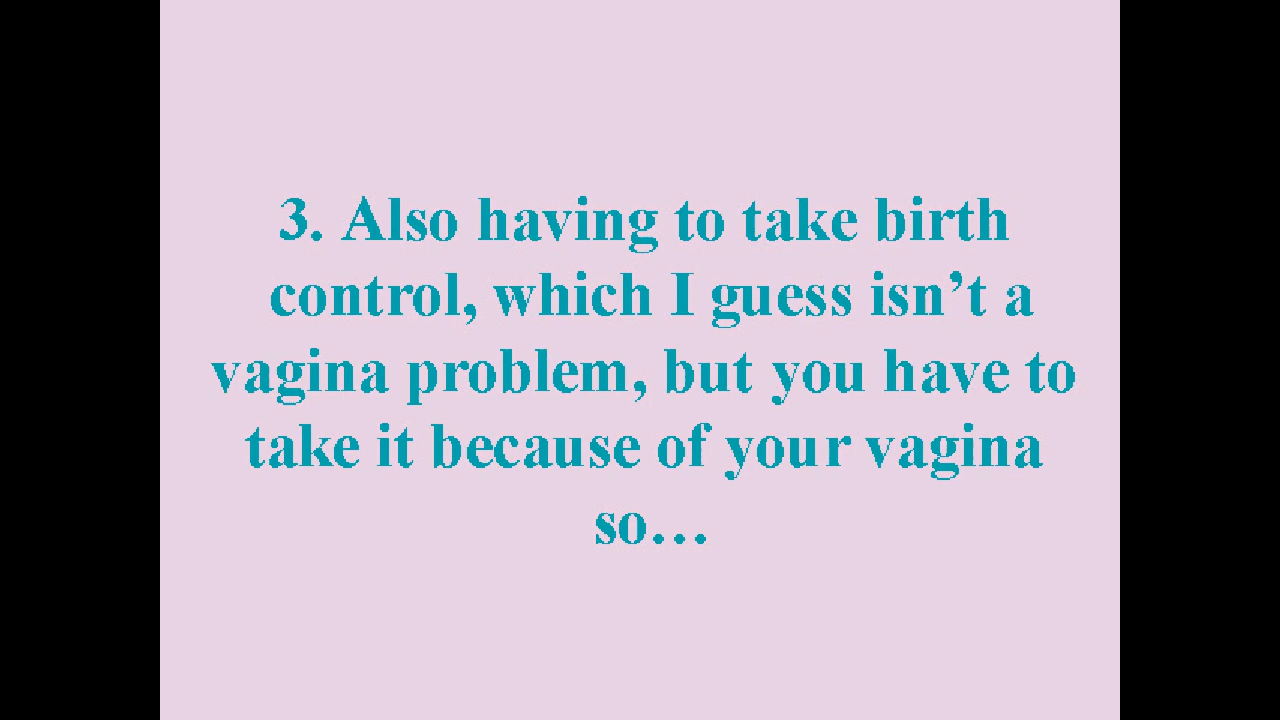 3. Also having to take birth
control, which I guess isn’t a
vagina problem, but you have to
take it because of your vagina
so…